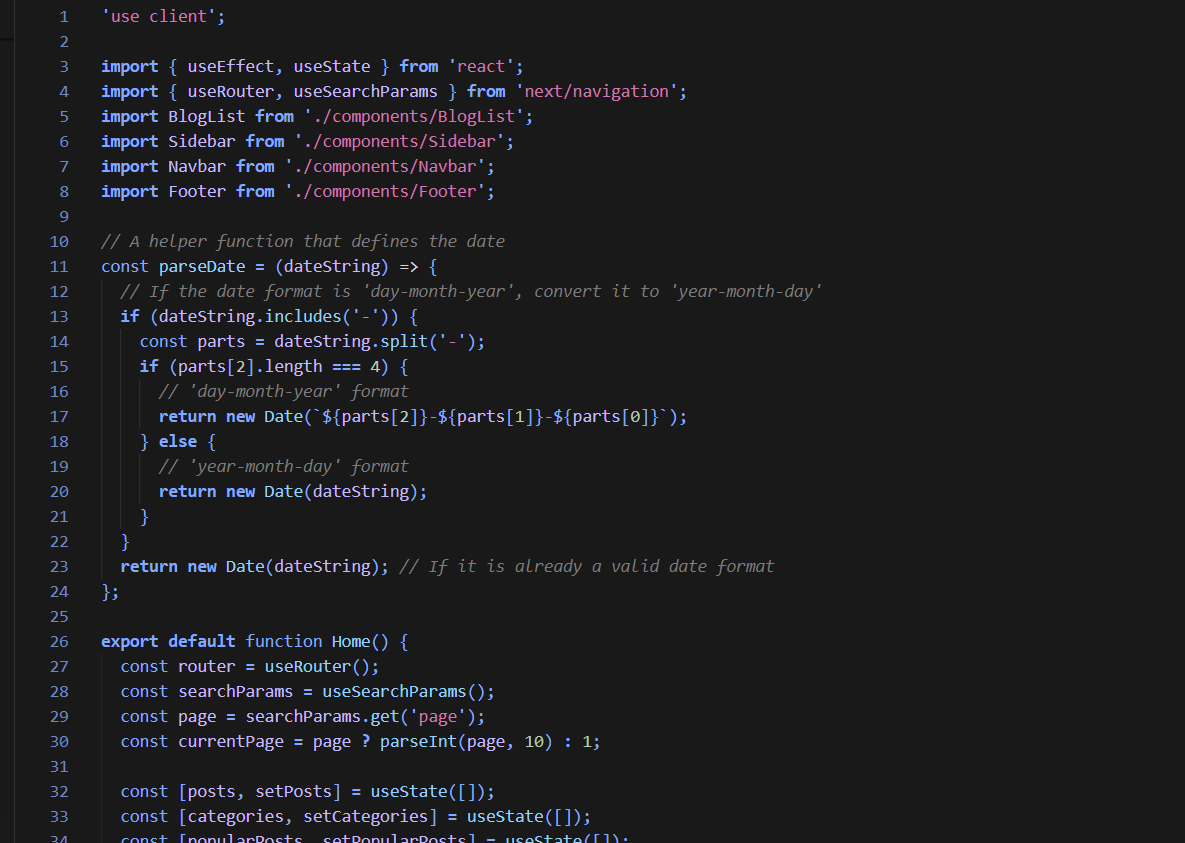 1 'use client';
2
3 import { useEffect, useState } from 'react';
4 import { useRouter, useSearchParams } from 'next/navigation';
5 import BlogList from './components/BlogList';
6 import Sidebar from './components/Sidebar';
7 import Navbar from './components/Navbar';
8 import Footer from './components/Footer';
9
10 // A helper function that defines the date
11 const parseDate = (dateString) => {
12 // If the date format is 'day-month-year', convert it to 'year-month-day'
13 if (dateString.includes('-')) {
14 const parts = dateString.split('-');
15 if (parts[2].length === 4) {
16 // 'day-month-year' format
17 return new Date(`${parts[2]}-${parts[1]}-${parts[0]}`);
18 } else {
19 // 'year-month-day' format
20 return new Date(dateString);
21 }
22 }
23 return new Date(dateString); // If it is already a valid date format
24 };
25
26 export default function Home() {
27 const router = useRouter();
28 const searchParams = useSearchParams();
29 const page = searchParams.get('page');
30 const currentPage = page ? parseInt(page, 10) : 1;
31
32 const [posts, setPosts] = useState([]);
33 const [categories, setCategories] = useState([]);
34 const [popularPosts, setPopularPosts] = useState([]);